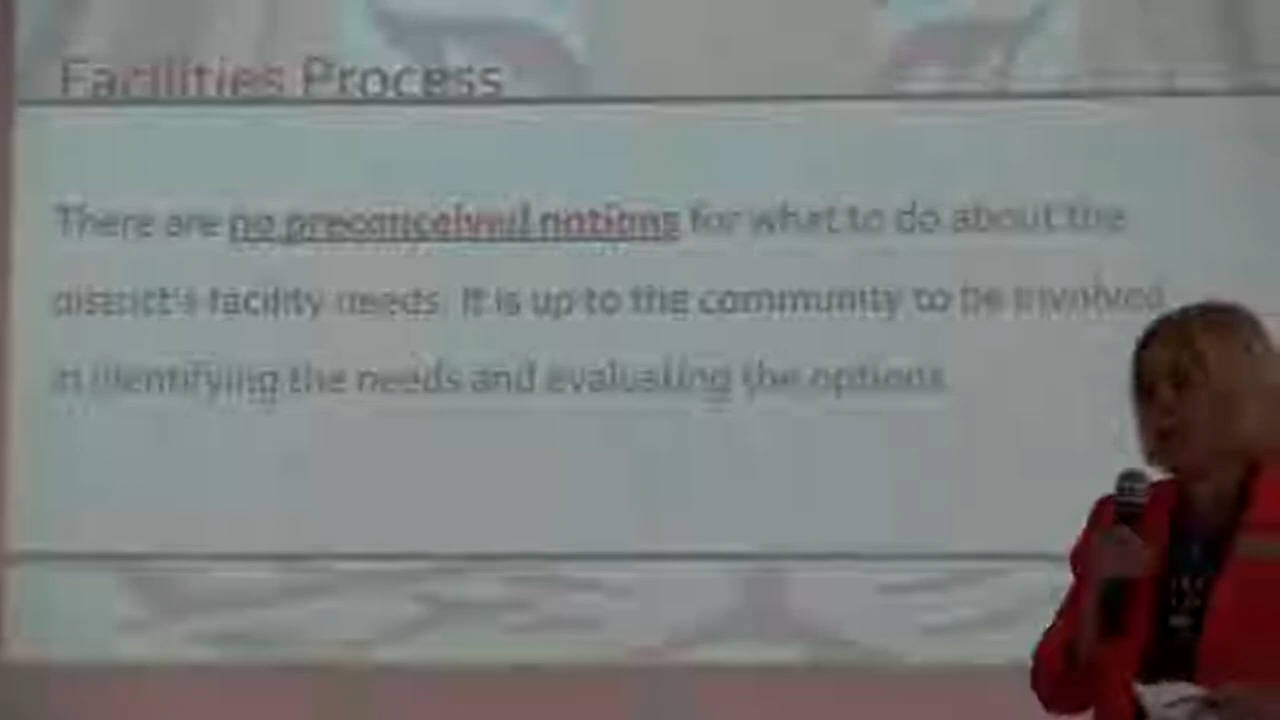 Facilities Process
There are no preconceived notions for what to do about the
district's facility needs. It is up to the community to be involved
in identifying the needs and evaluating the options.